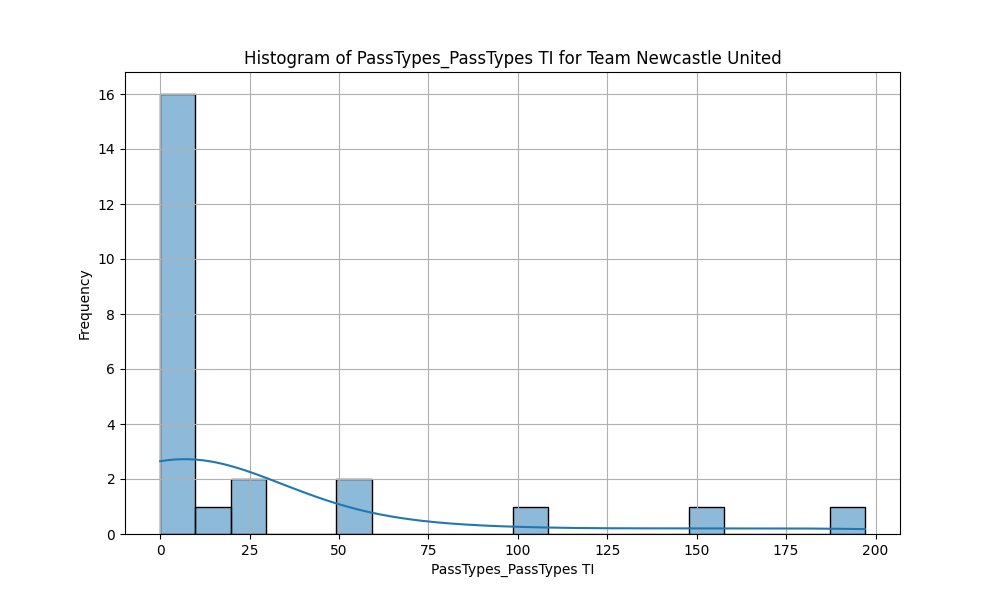 Histogram of PassTypes_PassTypes TI for Team Newcastle United
16
14
12
10
8
6
4
2
0
Frequency
0 25 50 75 100 125 150 175 200
PassTypes_PassTypes TI